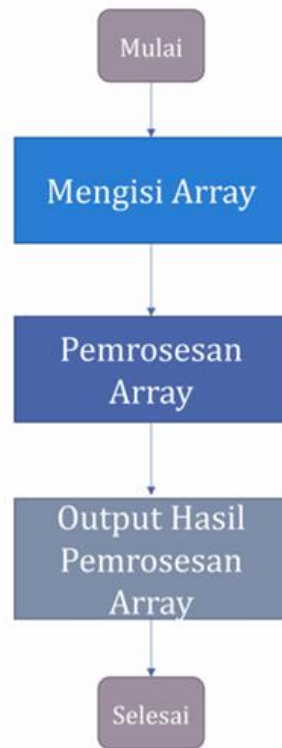 Mulai
Mengisi Array
Pemrosesan
Array
Output Hasil
Pemrosesan
Array
Selesai